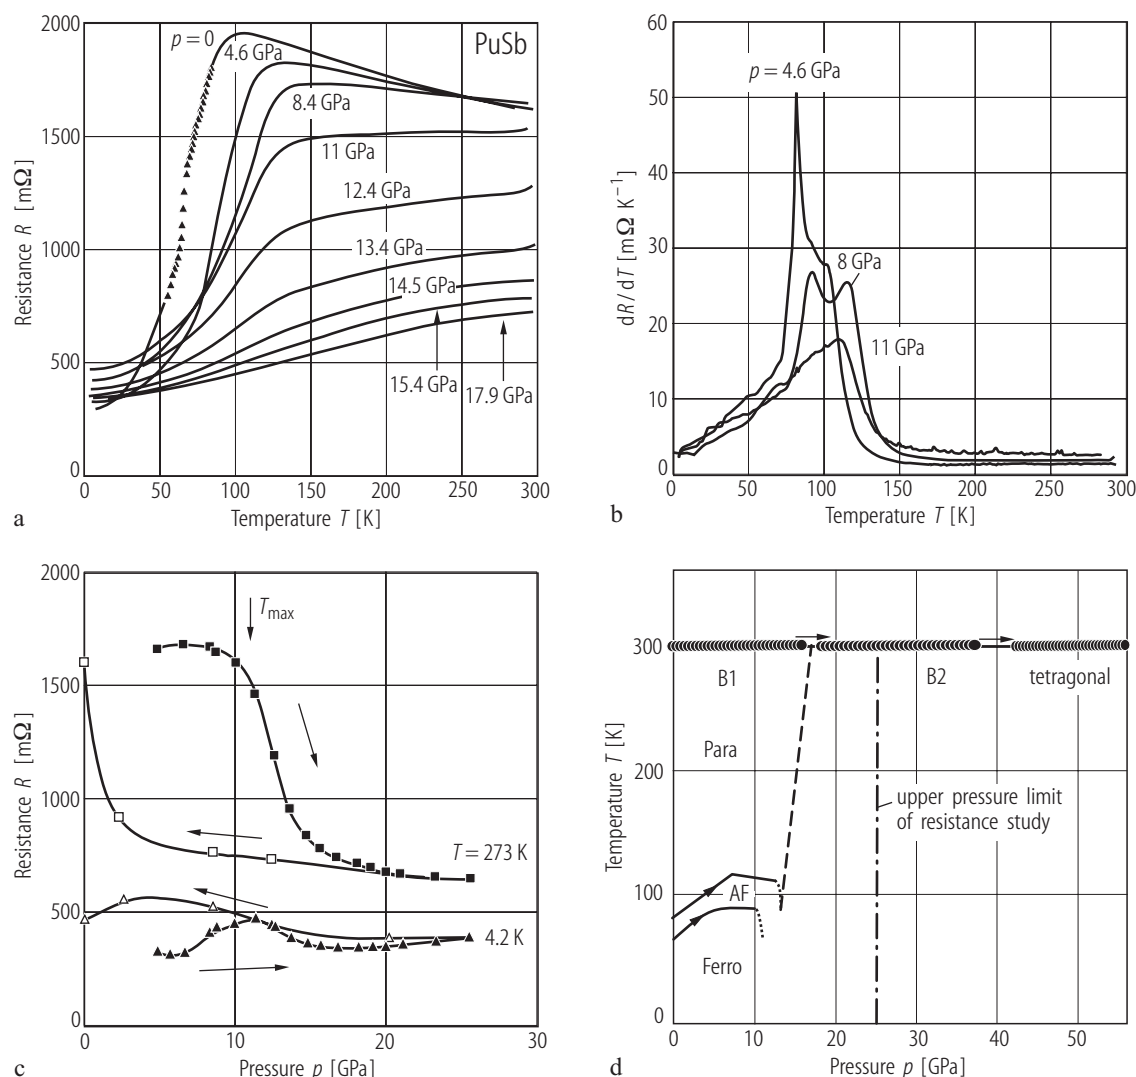 2000
1500
1000
500
0
Resistance R [mΩ]
PuSb
p = 0
4.6 GPa
8.4 GPa
11 GPa
12.4 GPa
13.4 GPa
14.5 GPa
15.4 GPa
17.9 GPa
0 50 100 150 200 250 300
Temperature T [K]
a
60
50
40
30
20
10
0
dR / dT [mΩ K⁻¹]
p = 4.6 GPa
8 GPa
11 GPa
0 50 100 150 200 250 300
Temperature T [K]
b
2000
1500
1000
500
0
Resistance R [mΩ]
Tmax
T = 273 K
4.2 K
0 10 20 30
Pressure p [GPa]
c
300
200
100
0
Temperature T [K]
B1
B2
tetragonal
Para
upper pressure limit
of resistance study
AF
Ferro
0 10 20 30 40 50
Pressure p [GPa]
d